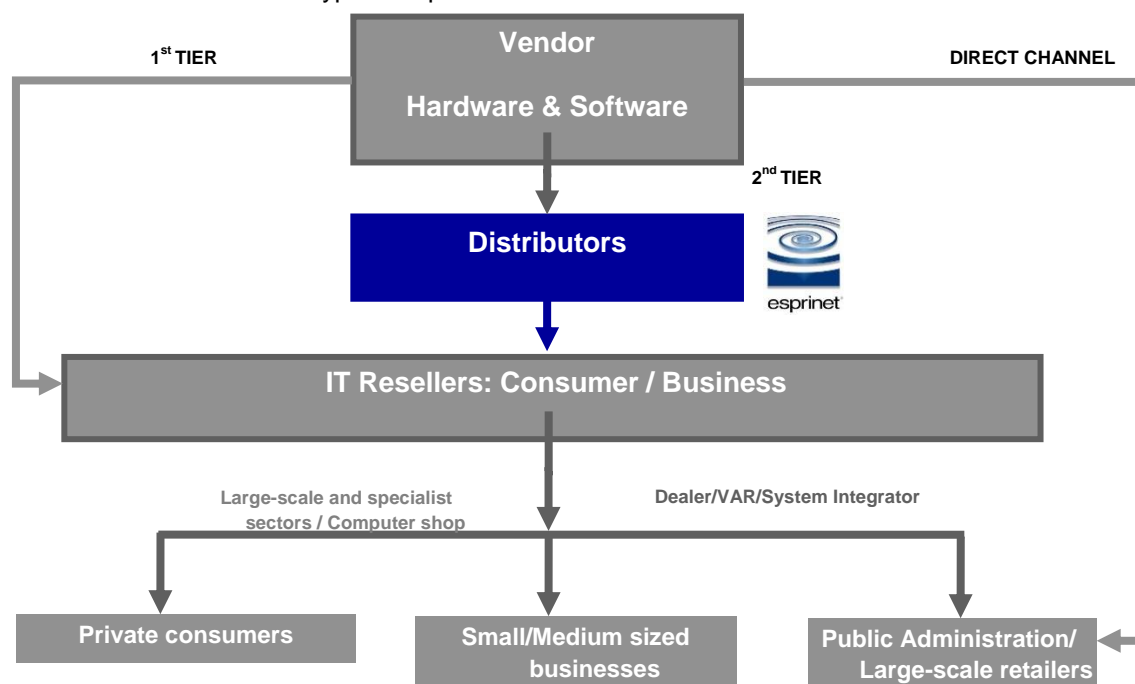 Vendor
1st TIER
DIRECT CHANNEL
Hardware & Software
2nd TIER
Distributors
esprinet
IT Resellers: Consumer / Business
Large-scale and specialist
sectors / Computer shop
Dealer/VAR/System Integrator
Private consumers
Small/Medium sized
businesses
Public Administration/
Large-scale retailers